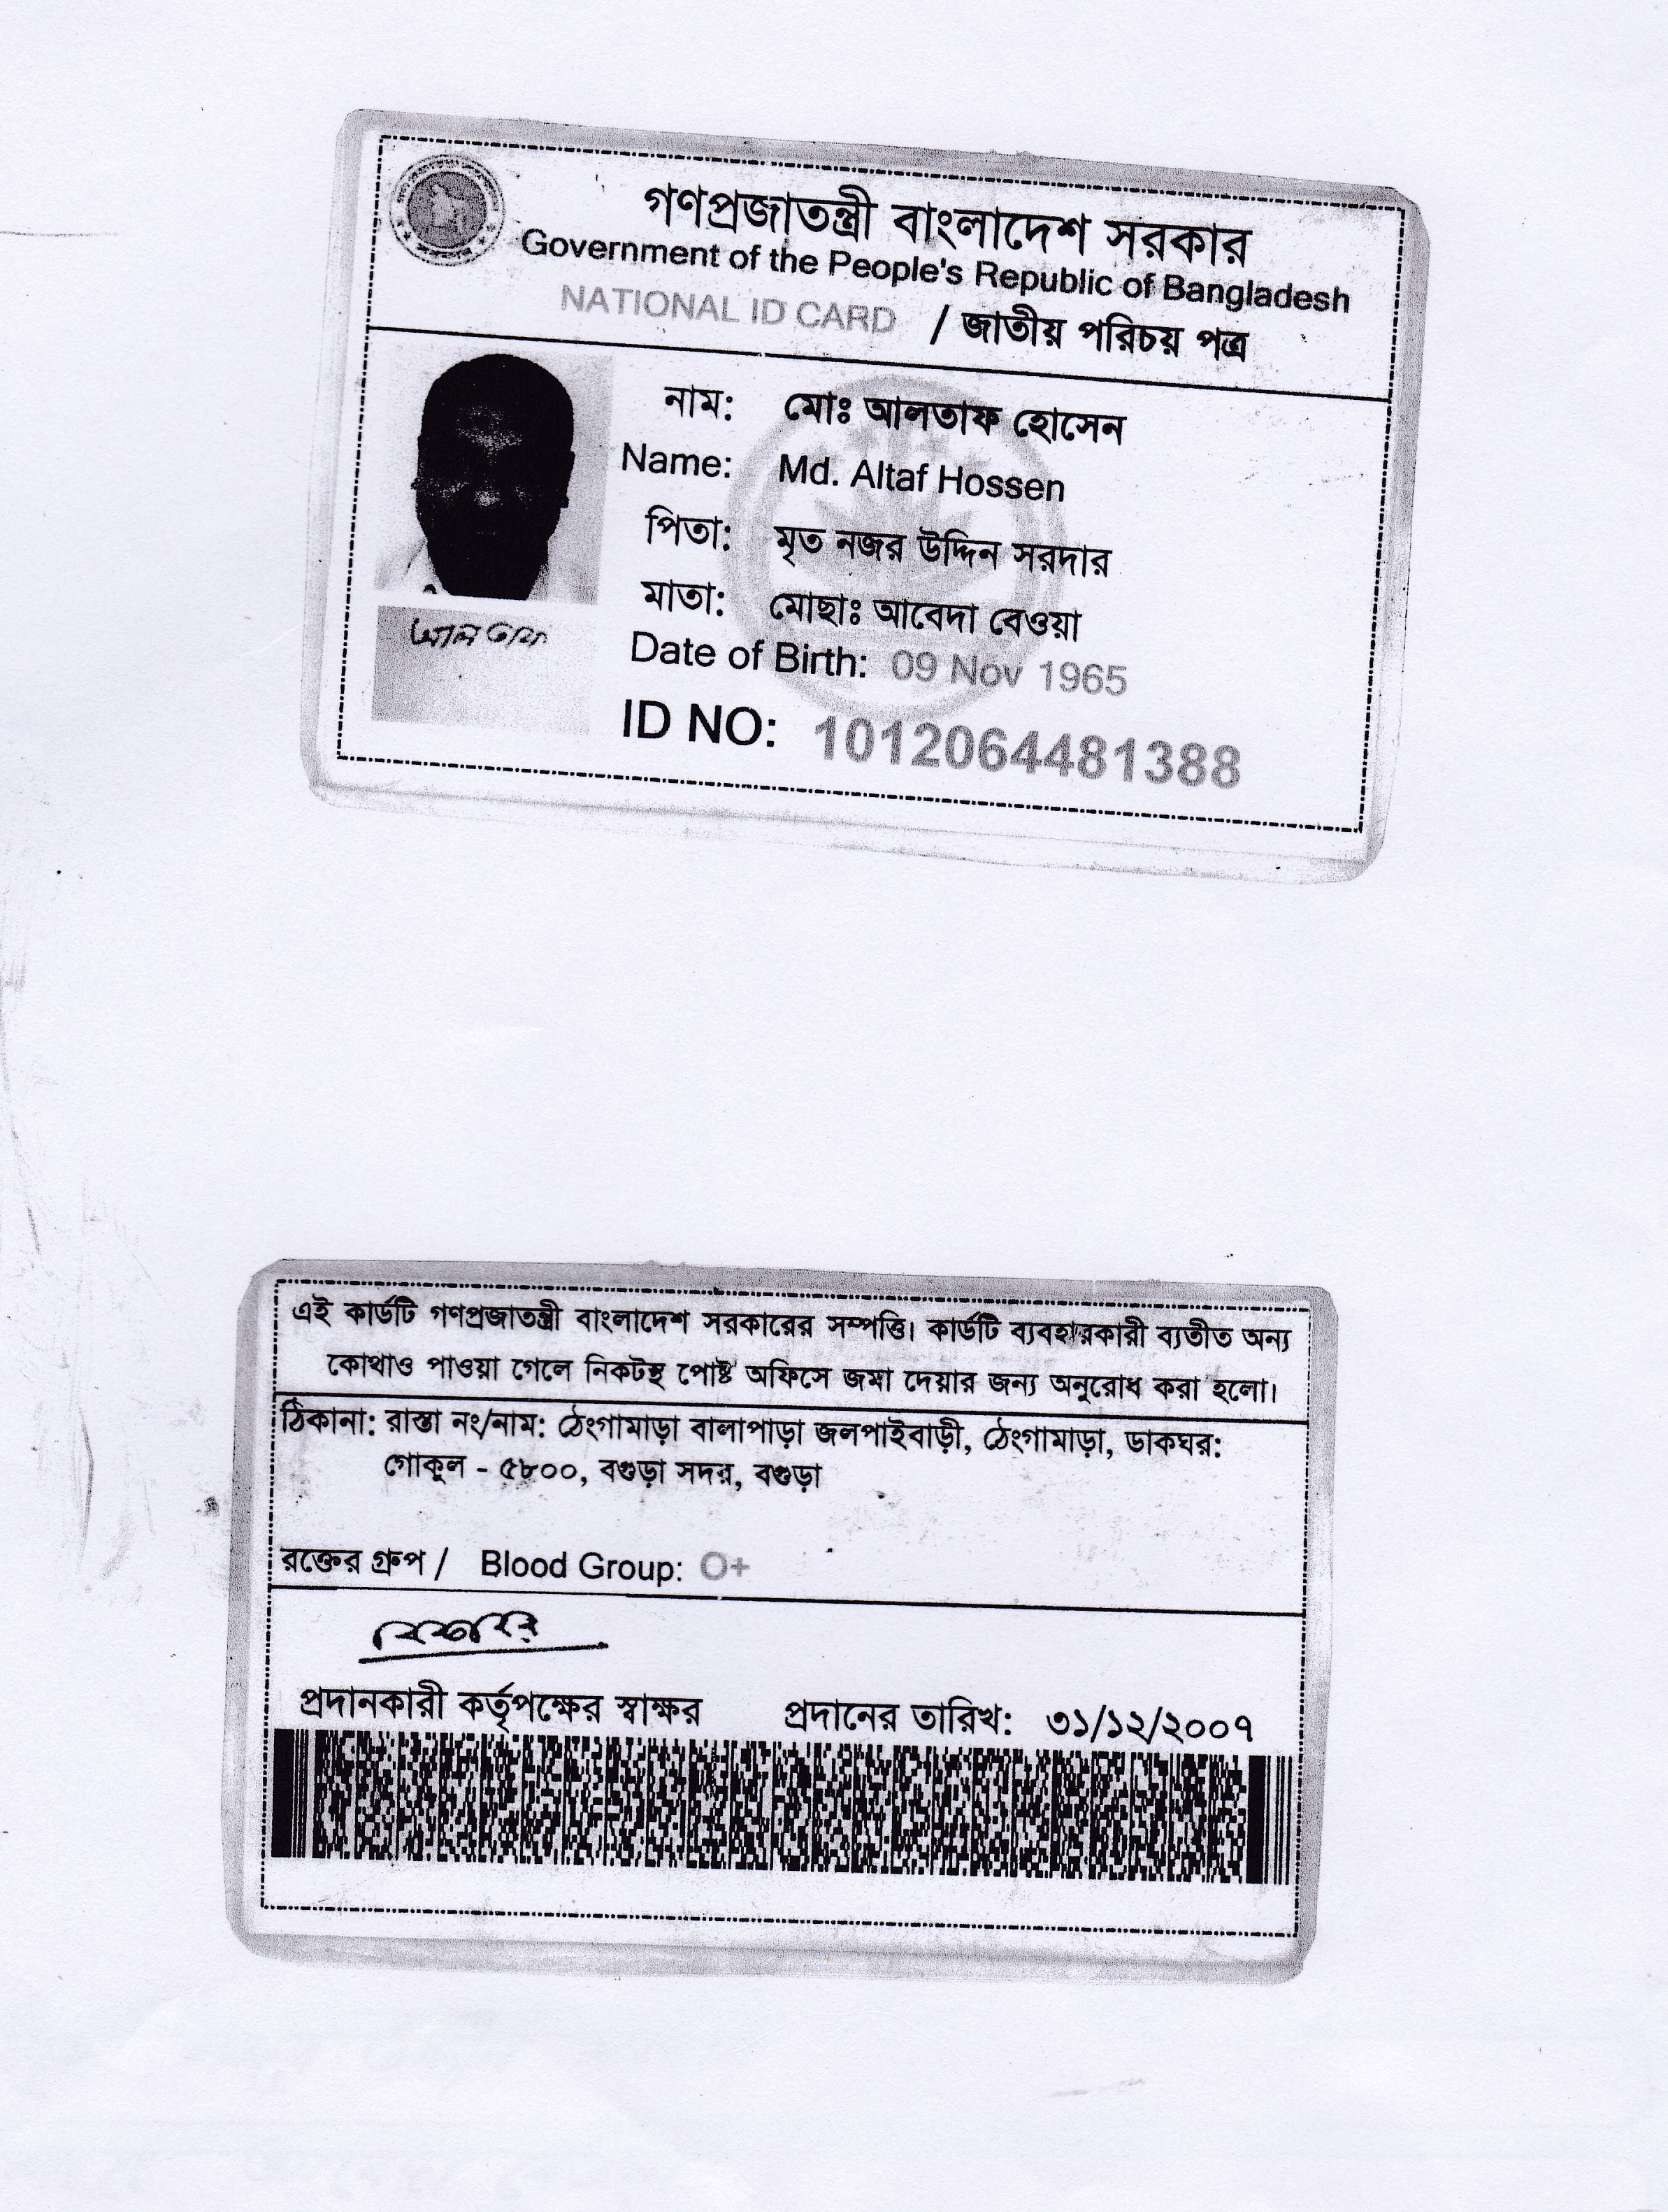 গণপ্রজাতন্ত্রী বাংলাদেশ সরকার
Government of the People's Republic of Bangladesh
NATIONAL ID CARD / জাতীয় পরিচয় পত্র
নাম: মোঃ আলতাফ হোসেন
Name: Md. Altaf Hossen
পিতা: মৃত নজর উদ্দিন সরদার
মাতা: মোছাঃ আবেদা বেওয়া
আলতাফ
Date of Birth: 09 Nov 1965
ID NO: 1012064481388
এই কার্ডটি গণপ্রজাতন্ত্রী বাংলাদেশ সরকারের সম্পত্তি। কার্ডটি ব্যবহারকারী ব্যতীত অন্য
কোথাও পাওয়া গেলে নিকটস্থ পোষ্ট অফিসে জমা দেয়ার জন্য অনুরোধ করা হলো।
ঠিকানা: রাস্তা নং/নাম: ঠেংগামাড়া বালাপাড়া জলপাইবাড়ী, ঠেংগামাড়া, ডাকঘর:
গোকুল - ৫৮০০, বগুড়া সদর, বগুড়া
রক্তের গ্রুপ / Blood Group: O+
প্রদানকারী কর্তৃপক্ষের স্বাক্ষর প্রদানের তারিখ: ৩১/১২/২০০৭